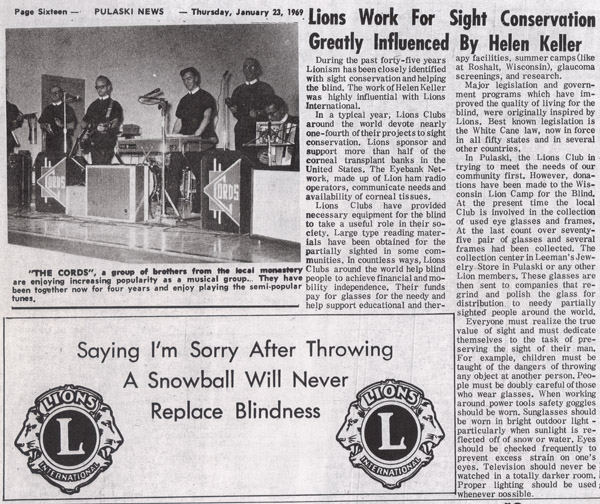 Page Sixteen — PULASKI NEWS — Thursday, January 23, 1969
Lions Work For Sight Conservation
Greatly Influenced By Helen Keller
CORDS
CORDS
"THE CORDS", a group of brothers from the local monastery
are enjoying increasing popularity as a musical group.. They have
been together now for four years and enjoy playing the semi-popular
tunes.
During the past forty-five years
Lionism has been closely identified
with sight conservation and helping
the blind. The work of Helen Keller
was highly influential with Lions
International.
In a typical year, Lions Clubs
around the world devote nearly
one-fourth of their projects to sight
conservation. Lions sponsor and
support more than half of the
corneal transplant banks in the
United States. The Eyebank Net-
work, made up of Lion ham radio
operators, communicate needs and
availability of corneal tissues.
Lions Clubs have provided
necessary equipment for the blind
to take a useful role in their so-
ciety. Large type reading mater-
ials have been obtained for the
partially sighted in some com-
munities. In countless ways, Lions
Clubs around the world help blind
people to achieve financial and mo-
bility independence. Their funds
pay for glasses for the needy and
help support educational and ther-
apy facilities, summer camps (like
at Roshalt, Wisconsin), glaucoma
screenings, and research.
Major legislation and govern-
ment programs which have im-
proved the quality of living for the
blind, were originally inspired by
Lions. Best known legislation is
the White Cane law, now in force
in all fifty states and in several
other countries.
In Pulaski, the Lions Club in
trying to meet the needs of our
community first. However, dona-
tions have been made to the Wis-
consin Lion Camp for the Blind.
At the present time the local
Club is involved in the collection
of used eye glasses and frames.
At the last count over seventy-
five pair of glasses and several
frames had been collected. The
collection center in Leeman's Jew-
elry Store in Pulaski or any other
Lion members. These glasses are
then sent to companies that re-
grind and polish the glass for
distribution to needy partially
sighted people around the world.
Everyone must realize the true
value of sight and must dedicate
themselves to the task of pre-
serving the sight of their man.
For example, children must be
taught of the dangers of throwing
any object at another person. Peo-
ple must be doubly careful of those
who wear glasses. When working
around power tools safety goggles
should be worn. Sunglasses should
be worn in bright outdoor light -
particularly when sunlight is re-
flected off of snow or water. Eyes
should be checked frequently to
prevent excess strain on one's
eyes. Television should never be
watched in a totally darker room.
Proper lighting should be used
whenever possible.
Saying I'm Sorry After Throwing
A Snowball Will Never
Replace Blindness
LIONS
L
INTERNATIONAL
LIONS
L
INTERNATIONAL